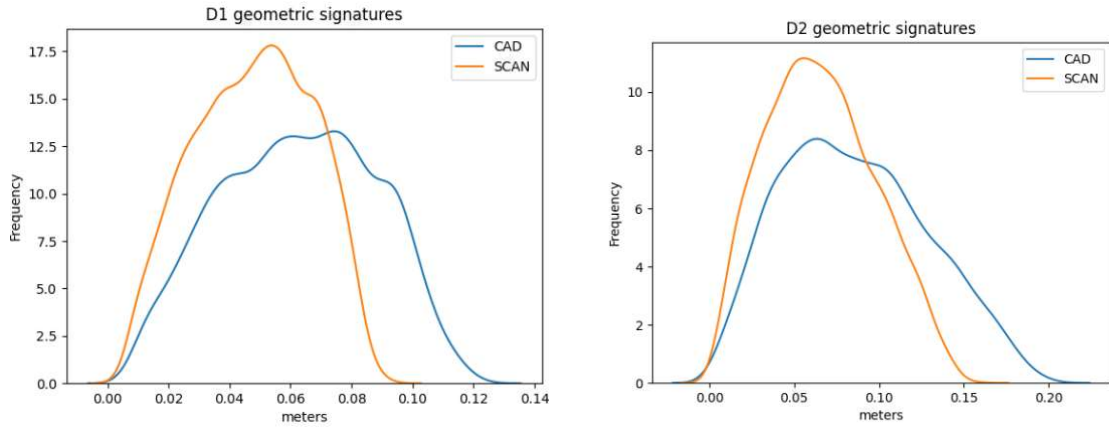 D1 geometric signatures
CAD
SCAN
17.5
15.0
12.5
10.0
7.5
5.0
2.5
0.0
Frequency
0.00 0.02 0.04 0.06 0.08 0.10 0.12 0.14
meters
D2 geometric signatures
CAD
SCAN
10
8
6
4
2
0
Frequency
0.00 0.05 0.10 0.15 0.20
meters